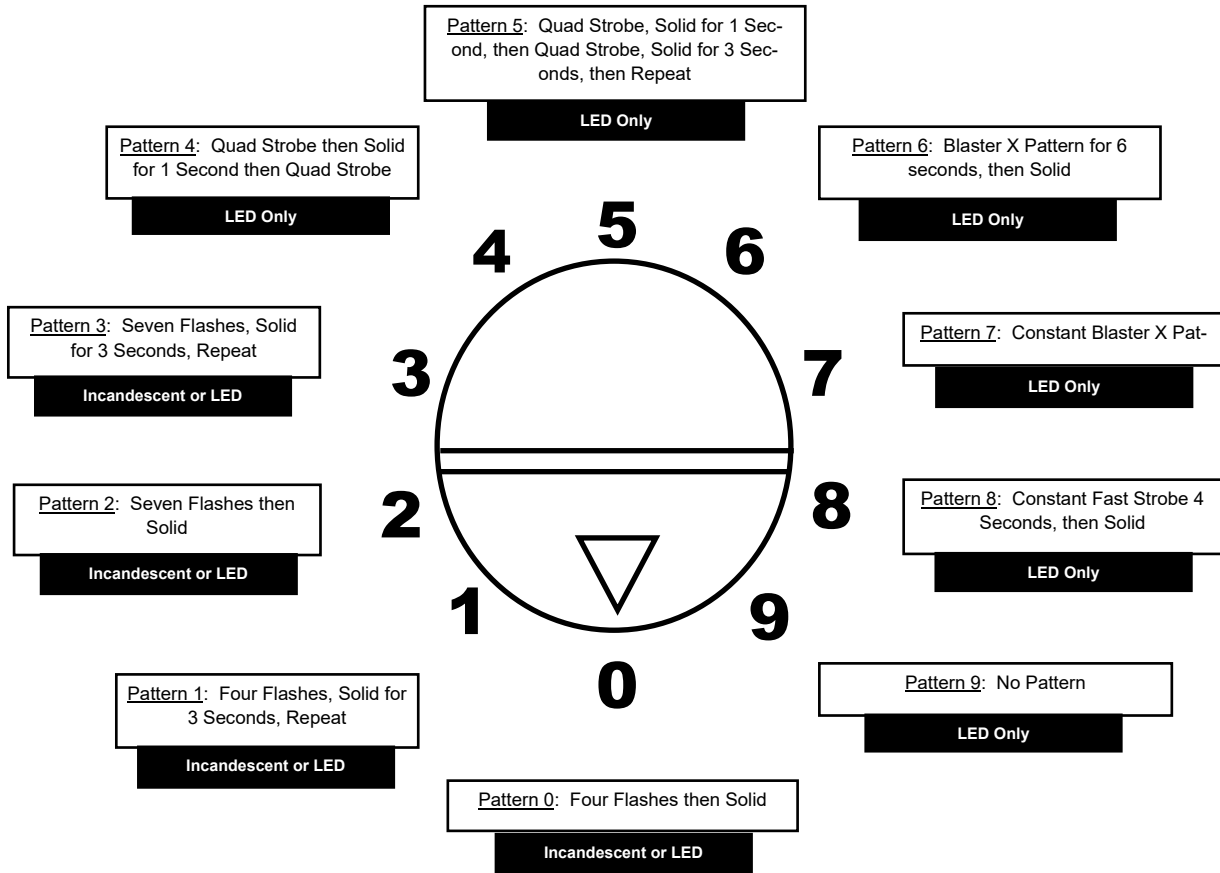 Pattern 5:  Quad Strobe, Solid for 1 Sec-
ond, then Quad Strobe, Solid for 3 Sec-
onds, then Repeat
LED Only
Pattern 4:  Quad Strobe then Solid
for 1 Second then Quad Strobe
LED Only
Pattern 6:  Blaster X Pattern for 6
seconds, then Solid
LED Only
5
4
6
Pattern 3:  Seven Flashes, Solid
for 3 Seconds, Repeat
Incandescent or LED
3
7
Pattern 7:  Constant Blaster X Pat-
LED Only
Pattern 2:  Seven Flashes then
Solid
Incandescent or LED
2
8
Pattern 8:  Constant Fast Strobe 4
Seconds, then Solid
LED Only
1
9
0
Pattern 1:  Four Flashes, Solid for
3 Seconds, Repeat
Incandescent or LED
Pattern 9:  No Pattern
LED Only
Pattern 0:  Four Flashes then Solid
Incandescent or LED